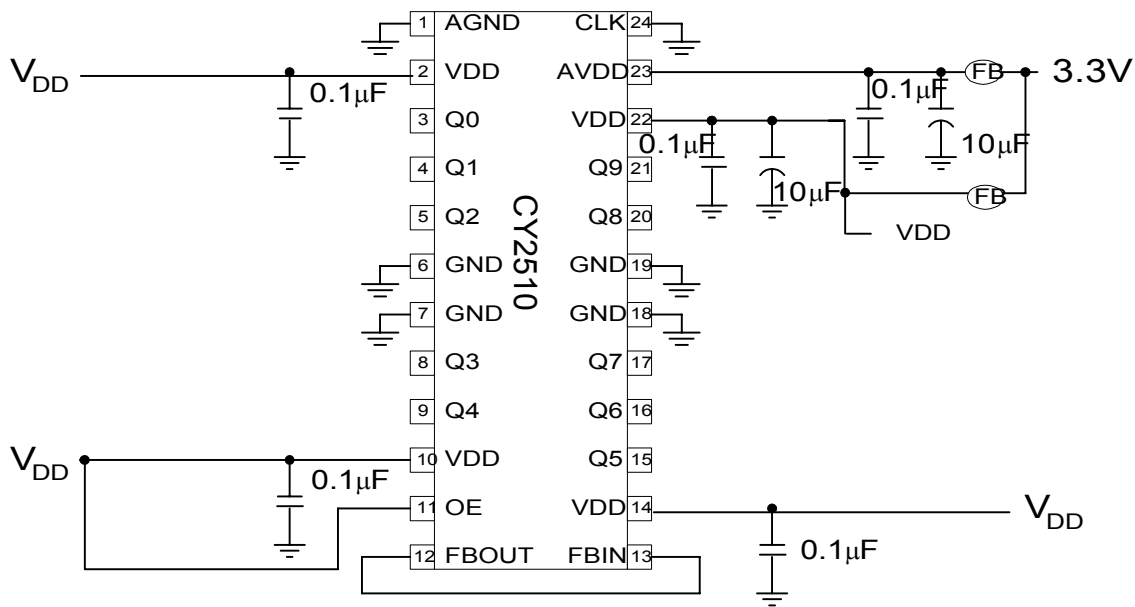 1 AGND CLK 24
V_DD 2 VDD AVDD 23 FB 3.3V
0.1μF 0.1μF
3 Q0 VDD 22 10μF
0.1μF
4 Q1 Q9 21
10μF FB
5 Q2 Q8 20
VDD
CY2510
6 GND GND 19
7 GND GND 18
8 Q3 Q7 17
9 Q4 Q6 16
V_DD 10 VDD Q5 15
0.1μF
11 OE VDD 14 V_DD
12 FBOUT FBIN 13 0.1μF